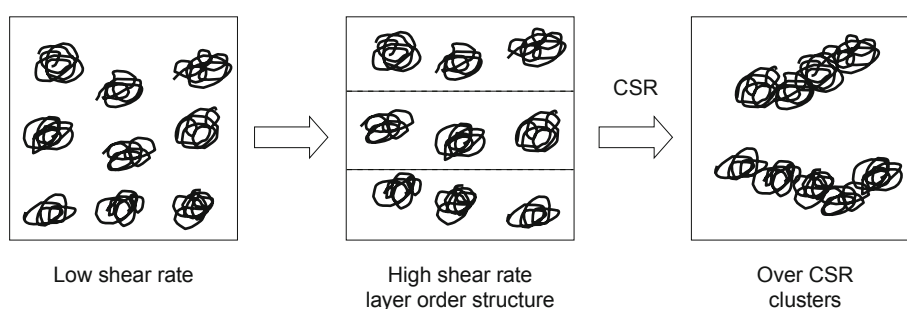 CSR
Low shear rate
High shear rate
layer order structure
Over CSR
clusters